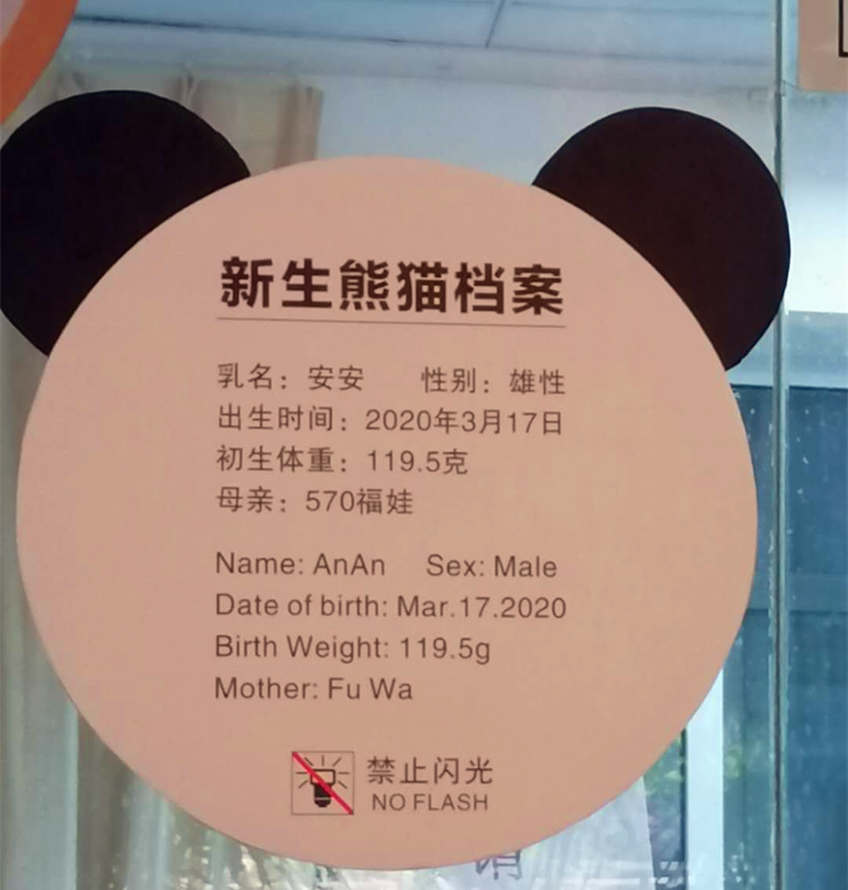 新生熊猫档案
乳名：安安 性别：雄性
出生时间：2020年3月17日
初生体重：119.5克
母亲：570福娃
Name: AnAn Sex: Male
Date of birth: Mar.17.2020
Birth Weight: 119.5g
Mother: Fu Wa
禁止闪光
NO FLASH